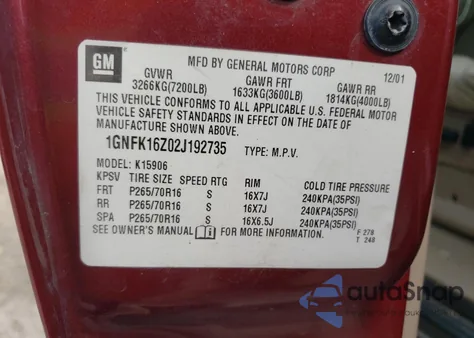 GM
MFD BY GENERAL MOTORS CORP 12/01
GVWR GAWR FRT GAWR RR
3266KG(7200LB) 1633KG(3600LB) 1814KG(4000LB)
THIS VEHICLE CONFORMS TO ALL APPLICABLE U.S. FEDERAL MOTOR
VEHICLE SAFETY STANDARDS IN EFFECT ON THE DATE OF
MANUFACTURE SHOWN ABOVE.
1GNFK16Z02J192735 TYPE: M.P.V.
MODEL: K15906
KPSV TIRE SIZE SPEED RTG RIM COLD TIRE PRESSURE
FRT P265/70R16 S 16X7J 240KPA(35PSI)
RR P265/70R16 S 16X7J 240KPA(35PSI)
SPA P265/70R16 S 16X6.5J 240KPA(35PSI)
SEE OWNER'S MANUAL FOR MORE INFORMATION.
F 278
T 248
autoSnap